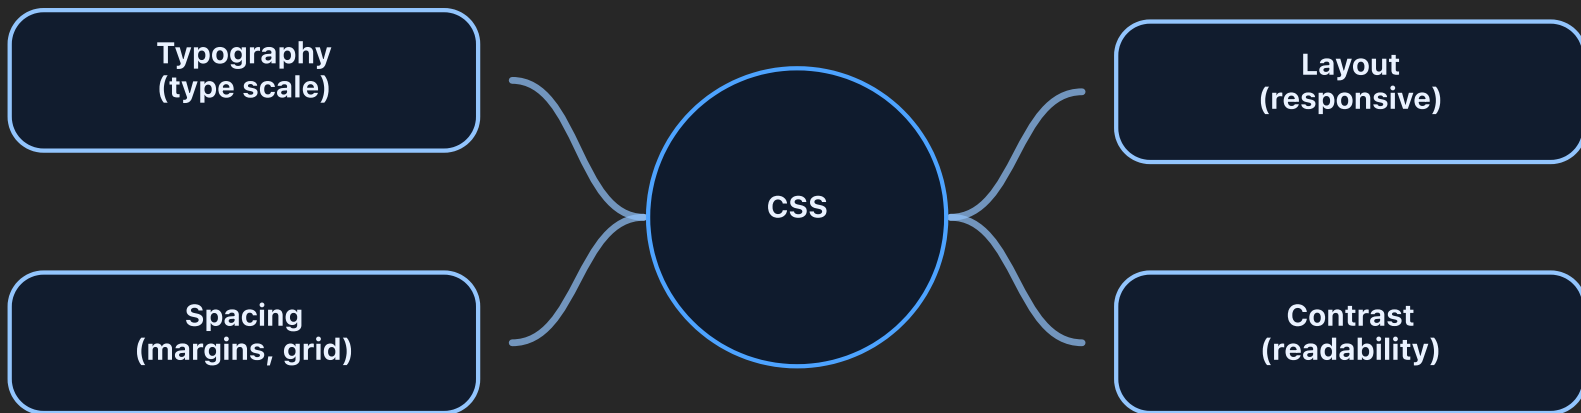 Typography
(type scale)
Layout
(responsive)
CSS
Spacing
(margins, grid)
Contrast
(readability)